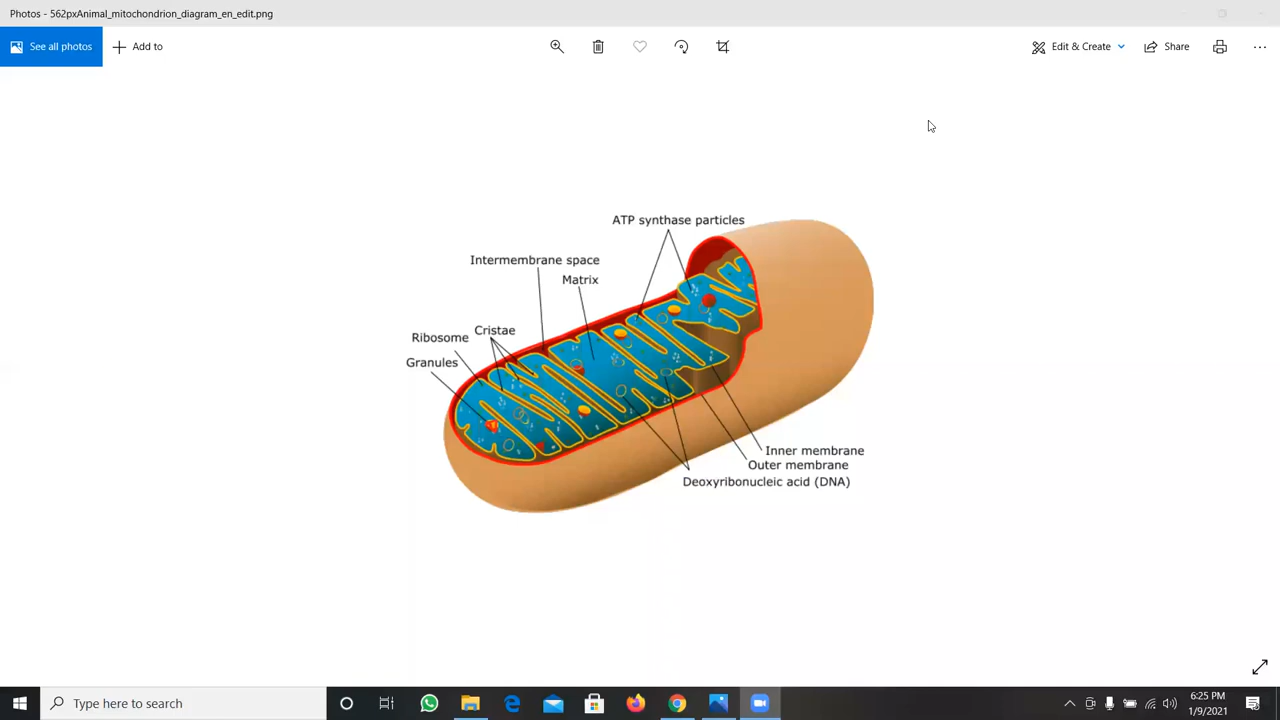 Photos - 562pxAnimal_mitochondrion_diagram_en_edit.png
See all photos
Add to
Edit & Create
Share
ATP synthase particles
Intermembrane space
Matrix
Cristae
Ribosome
Granules
Inner membrane
Outer membrane
Deoxyribonucleic acid (DNA)
Type here to search
6:25 PM
1/9/2021